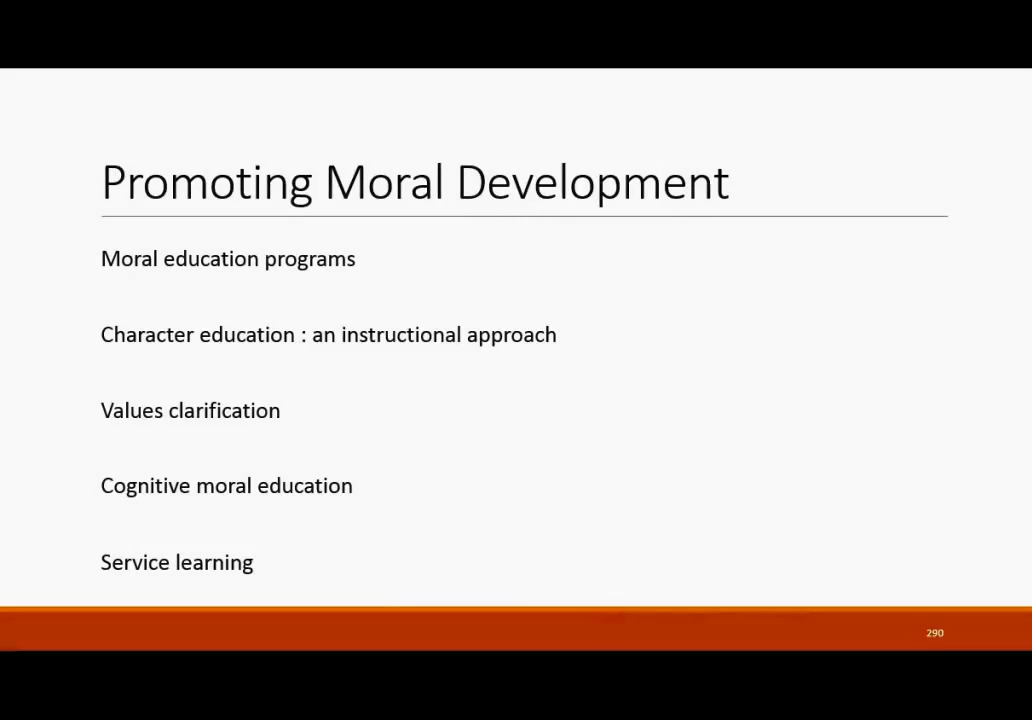 Promoting Moral Development
Moral education programs
Character education : an instructional approach
Values clarification
Cognitive moral education
Service learning
290